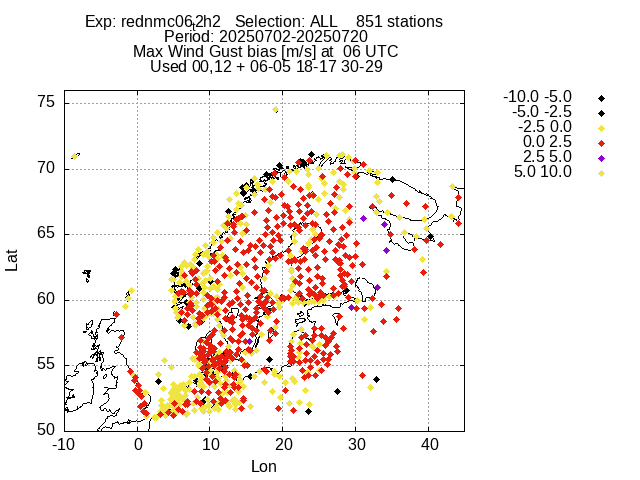 Exp: rednmc06,2h2 Selection: ALL 851 stations
Period: 20250702-20250720
Max Wind Gust bias [m/s] at 06 UTC
Used 00,12 + 06-05 18-17 30-29
-10.0 -5.0
-5.0 -2.5
-2.5 0.0
0.0 2.5
2.5 5.0
5.0 10.0
75
70
65
60
55
50
Lat
-10 0 10 20 30 40
Lon